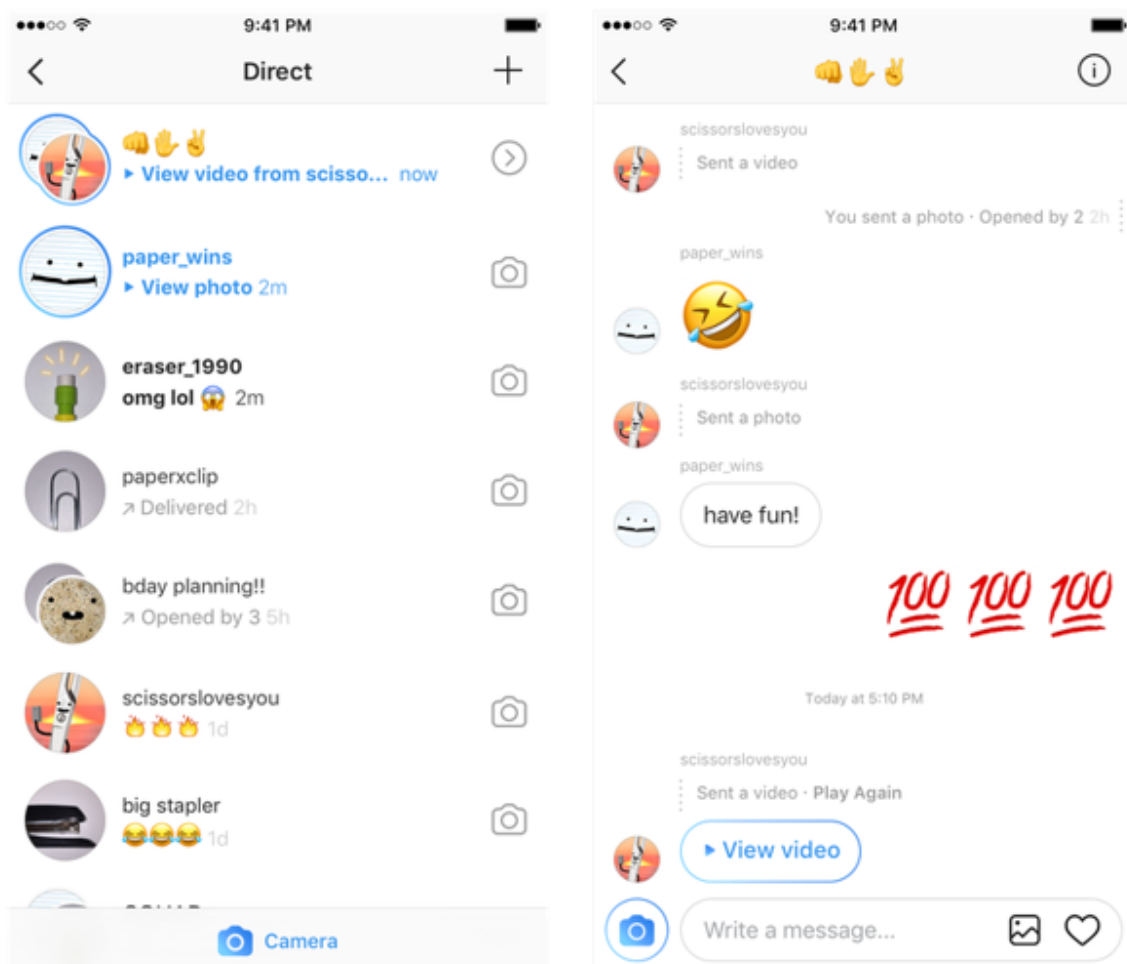 9:41 PM
Direct
👊✋✌️
▸ View video from scisso... now
paper_wins
▸ View photo 2m
eraser_1990
omg lol 😱 2m
paperxclip
↗ Delivered 2h
bday planning!!
↗ Opened by 3 5h
scissorslovesyou
🔥🔥🔥 1d
big stapler
😂😂😂 1d
Camera
9:41 PM
👊✋✌️
scissorslovesyou
Sent a video
You sent a photo · Opened by 2 2h
paper_wins
🤣
scissorslovesyou
Sent a photo
paper_wins
have fun!
💯 💯 💯
Today at 5:10 PM
scissorslovesyou
Sent a video · Play Again
▸ View video
Write a message...